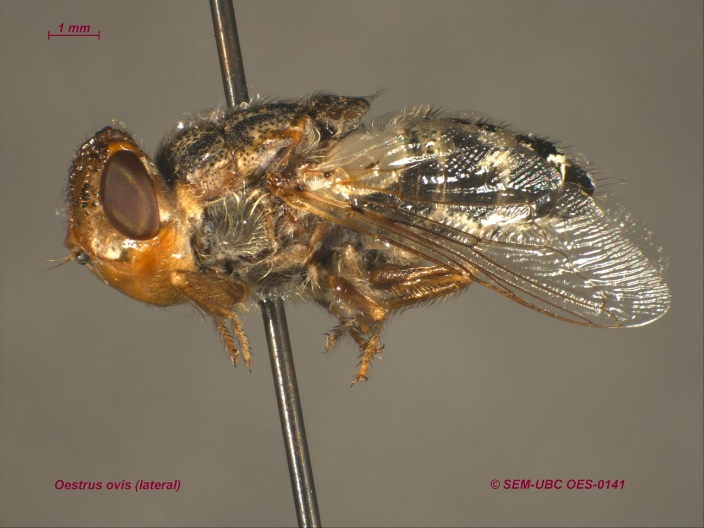 1 mm
Oestrus ovis (lateral)
© SEM-UBC OES-0141